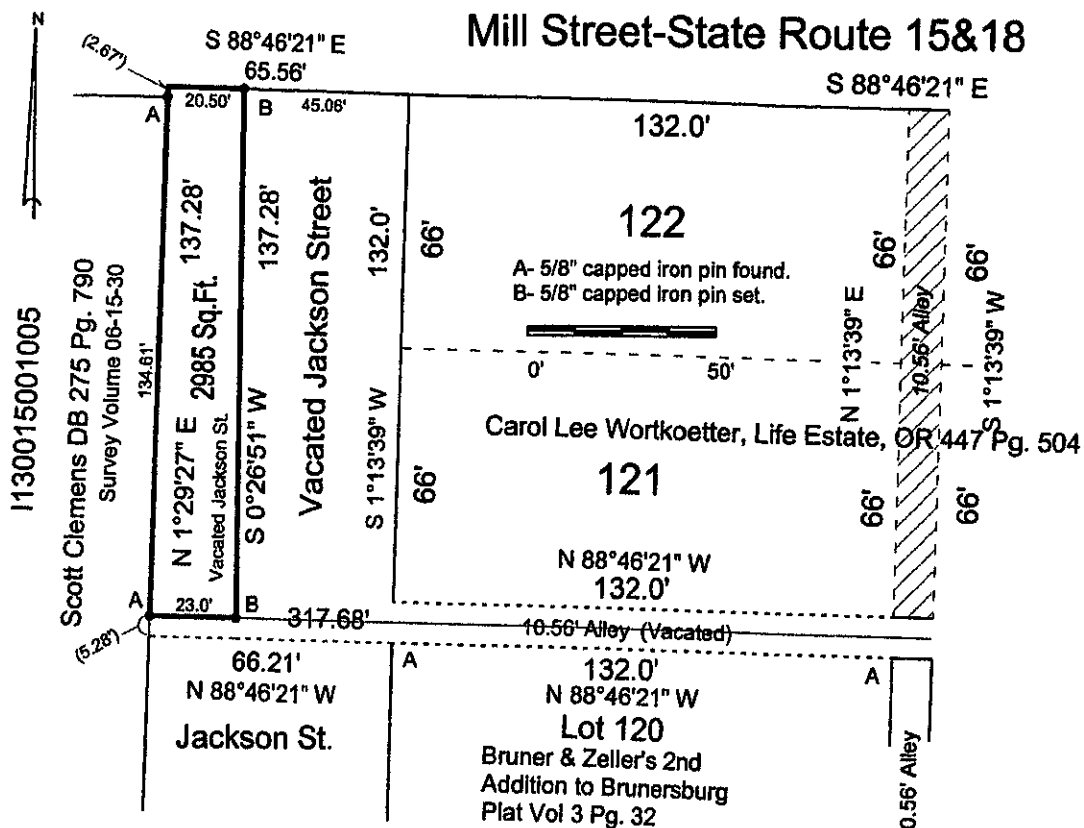 N
Mill Street-State Route 15&18
S 88°46'21" E
65.56'
(2.67')
S 88°46'21" E
A
20.50'
B
45.06'
132.0'
I130015001005
Scott Clemens DB 275 Pg. 790
Survey Volume 06-15-30
134.61'
N 1°29'27" E
137.28'
2985 Sq.Ft.
Vacated Jackson St.
137.28'
S 0°26'51" W
Vacated Jackson Street
132.0'
S 1°13'39" W
66'
66'
122
A- 5/8" capped iron pin found.
B- 5/8" capped iron pin set.
0'
50'
66'
66'
N 1°13'39" E
10.56' Alley
S 1°13'39" W
66'
66'
Carol Lee Wortkoetter, Life Estate, OR 447 Pg. 504
121
N 88°46'21" W
132.0'
A
23.0'
B
317.68'
10.56' Alley (Vacated)
(5.28')
66.21'
N 88°46'21" W
Jackson St.
A
132.0'
A
N 88°46'21" W
Lot 120
Bruner & Zeller's 2nd
Addition to Brunersburg
Plat Vol 3 Pg. 32
0.56' Alley